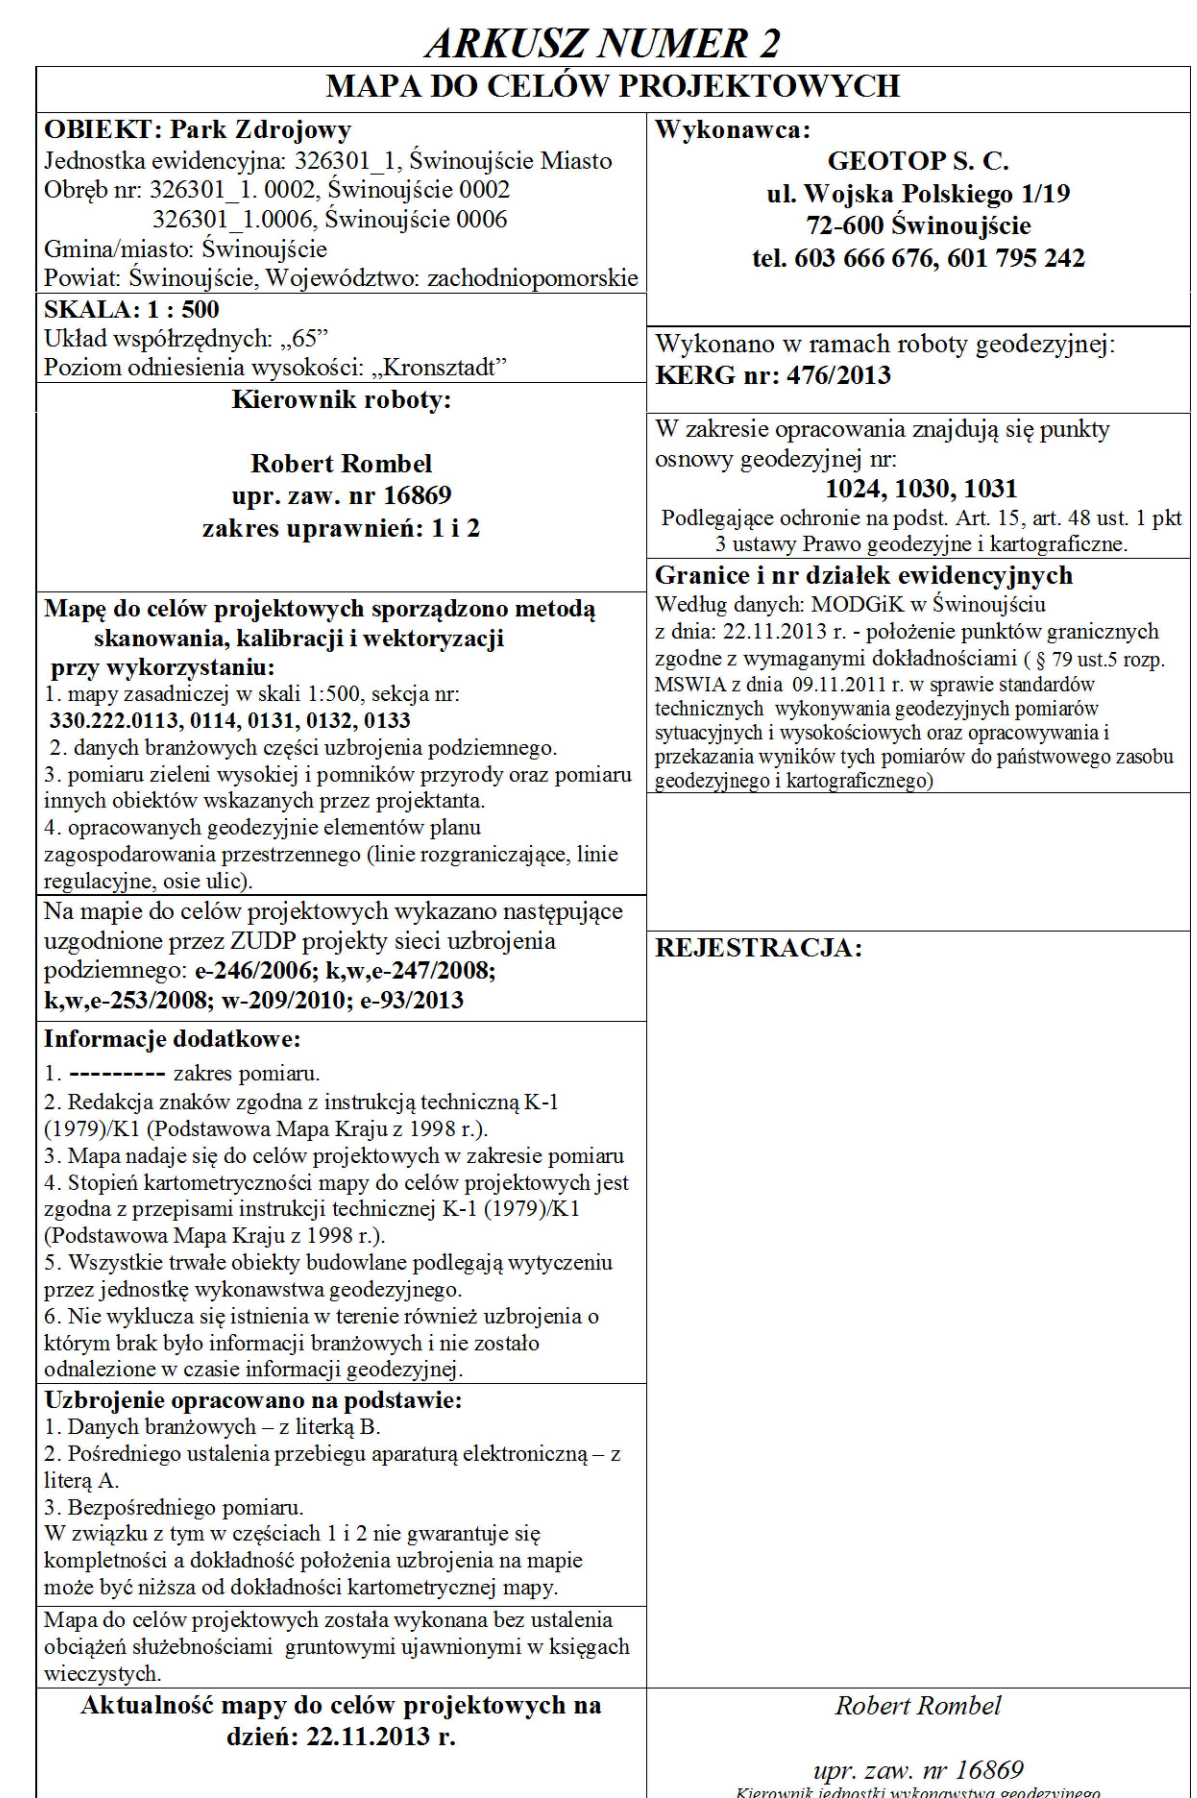 ARKUSZ NUMER 2
MAPA DO CELÓW PROJEKTOWYCH
OBIEKT: Park Zdrojowy
Jednostka ewidencyjna: 326301_1, Świnoujście Miasto
Obręb nr: 326301_1. 0002, Świnoujście 0002
326301_1.0006, Świnoujście 0006
Gmina/miasto: Świnoujście
Powiat: Świnoujście, Województwo: zachodniopomorskie
SKALA: 1 : 500
Układ współrzędnych: „65”
Poziom odniesienia wysokości: „Kronsztadt”
Kierownik roboty:
Robert Rombel
upr. zaw. nr 16869
zakres uprawnień: 1 i 2
Mapę do celów projektowych sporządzono metodą
skanowania, kalibracji i wektoryzacji
przy wykorzystaniu:
1. mapy zasadniczej w skali 1:500, sekcja nr:
330.222.0113, 0114, 0131, 0132, 0133
2. danych branżowych części uzbrojenia podziemnego.
3. pomiaru zieleni wysokiej i pomników przyrody oraz pomiaru
innych obiektów wskazanych przez projektanta.
4. opracowanych geodezyjnie elementów planu
zagospodarowania przestrzennego (linie rozgraniczające, linie
regulacyjne, osie ulic).
Na mapie do celów projektowych wykazano następujące
uzgodnione przez ZUDP projekty sieci uzbrojenia
podziemnego: e-246/2006; k,w,e-247/2008;
k,w,e-253/2008; w-209/2010; e-93/2013
Informacje dodatkowe:
1. --------- zakres pomiaru.
2. Redakcja znaków zgodna z instrukcją techniczną K-1
(1979)/K1 (Podstawowa Mapa Kraju z 1998 r.).
3. Mapa nadaje się do celów projektowych w zakresie pomiaru
4. Stopień kartometryczności mapy do celów projektowych jest
zgodna z przepisami instrukcji technicznej K-1 (1979)/K1
(Podstawowa Mapa Kraju z 1998 r.).
5. Wszystkie trwałe obiekty budowlane podlegają wytyczeniu
przez jednostkę wykonawstwa geodezyjnego.
6. Nie wyklucza się istnienia w terenie również uzbrojenia o
którym brak było informacji branżowych i nie zostało
odnalezione w czasie informacji geodezyjnej.
Uzbrojenie opracowano na podstawie:
1. Danych branżowych – z literką B.
2. Pośredniego ustalenia przebiegu aparaturą elektroniczną – z
literą A.
3. Bezpośredniego pomiaru.
W związku z tym w częściach 1 i 2 nie gwarantuje się
kompletności a dokładność położenia uzbrojenia na mapie
może być niższa od dokładności kartometrycznej mapy.
Mapa do celów projektowych została wykonana bez ustalenia
obciążeń służebnościami gruntowymi ujawnionymi w księgach
wieczystych.
Aktualność mapy do celów projektowych na
dzień: 22.11.2013 r.
Wykonawca:
GEOTOP S. C.
ul. Wojska Polskiego 1/19
72-600 Świnoujście
tel. 603 666 676, 601 795 242
Wykonano w ramach roboty geodezyjnej:
KERG nr: 476/2013
W zakresie opracowania znajdują się punkty
osnowy geodezyjnej nr:
1024, 1030, 1031
Podlegające ochronie na podst. Art. 15, art. 48 ust. 1 pkt
3 ustawy Prawo geodezyjne i kartograficzne.
Granice i nr działek ewidencyjnych
Według danych: MODGiK w Świnoujściu
z dnia: 22.11.2013 r. - położenie punktów granicznych
zgodne z wymaganymi dokładnościami ( § 79 ust.5 rozp.
MSWIA z dnia 09.11.2011 r. w sprawie standardów
technicznych wykonywania geodezyjnych pomiarów
sytuacyjnych i wysokościowych oraz opracowywania i
przekazania wyników tych pomiarów do państwowego zasobu
geodezyjnego i kartograficznego)
REJESTRACJA:
Robert Rombel
upr. zaw. nr 16869
Kierownik jednostki wykonawstwa geodezyjnego